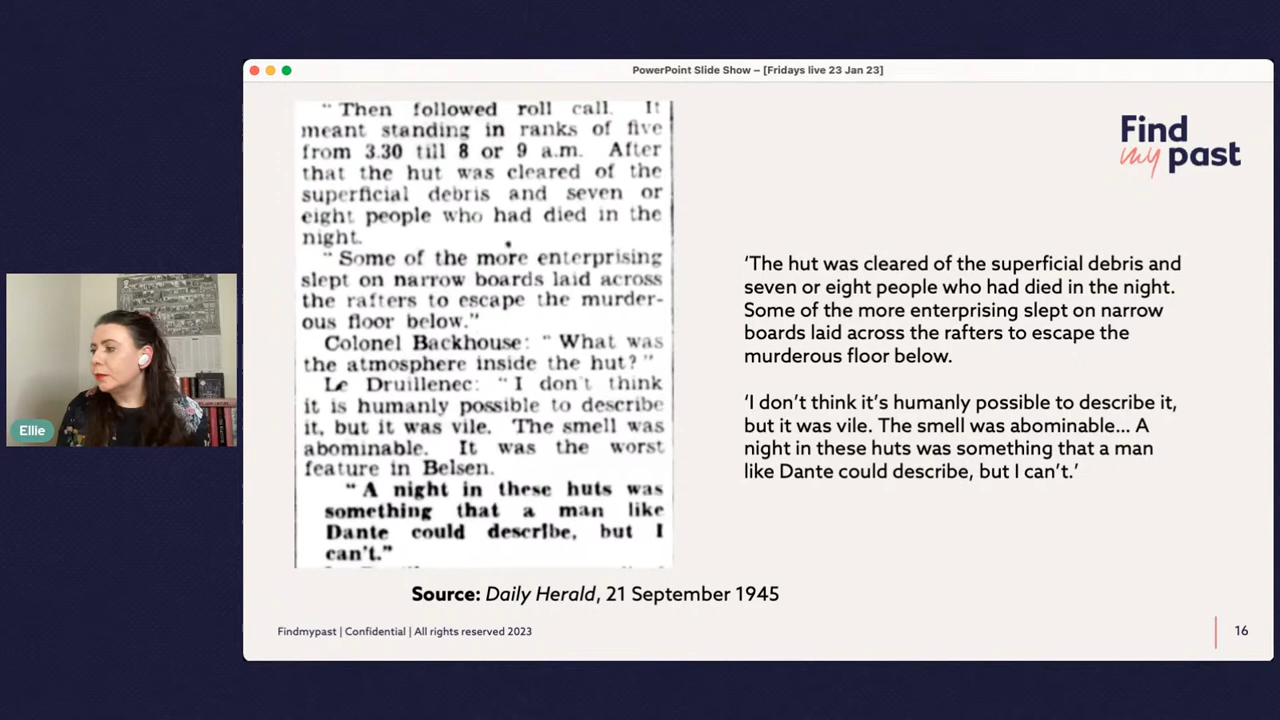 PowerPoint Slide Show – [Fridays live 23 Jan 23]
" Then followed roll call. It
meant standing in ranks of five
from 3.30 till 8 or 9 a.m. After
that the hut was cleared of the
superficial debris and seven or
eight people who had died in the
night.
" Some of the more enterprising
slept on narrow boards laid across
the rafters to escape the murder-
ous floor below."
Colonel Backhouse: " What was
the atmosphere inside the hut? "
Le Druillenec: " I don't think
it is humanly possible to describe
it, but it was vile. The smell was
abominable. It was the worst
feature in Belsen.
" A night in these huts was
something that a man like
Dante could describe, but I
can't."
Find
my past
'The hut was cleared of the superficial debris and
seven or eight people who had died in the night.
Some of the more enterprising slept on narrow
boards laid across the rafters to escape the
murderous floor below.
'I don't think it's humanly possible to describe it,
but it was vile. The smell was abominable... A
night in these huts was something that a man
like Dante could describe, but I can't.'
Source: Daily Herald, 21 September 1945
Findmypast | Confidential | All rights reserved 2023
16
Ellie